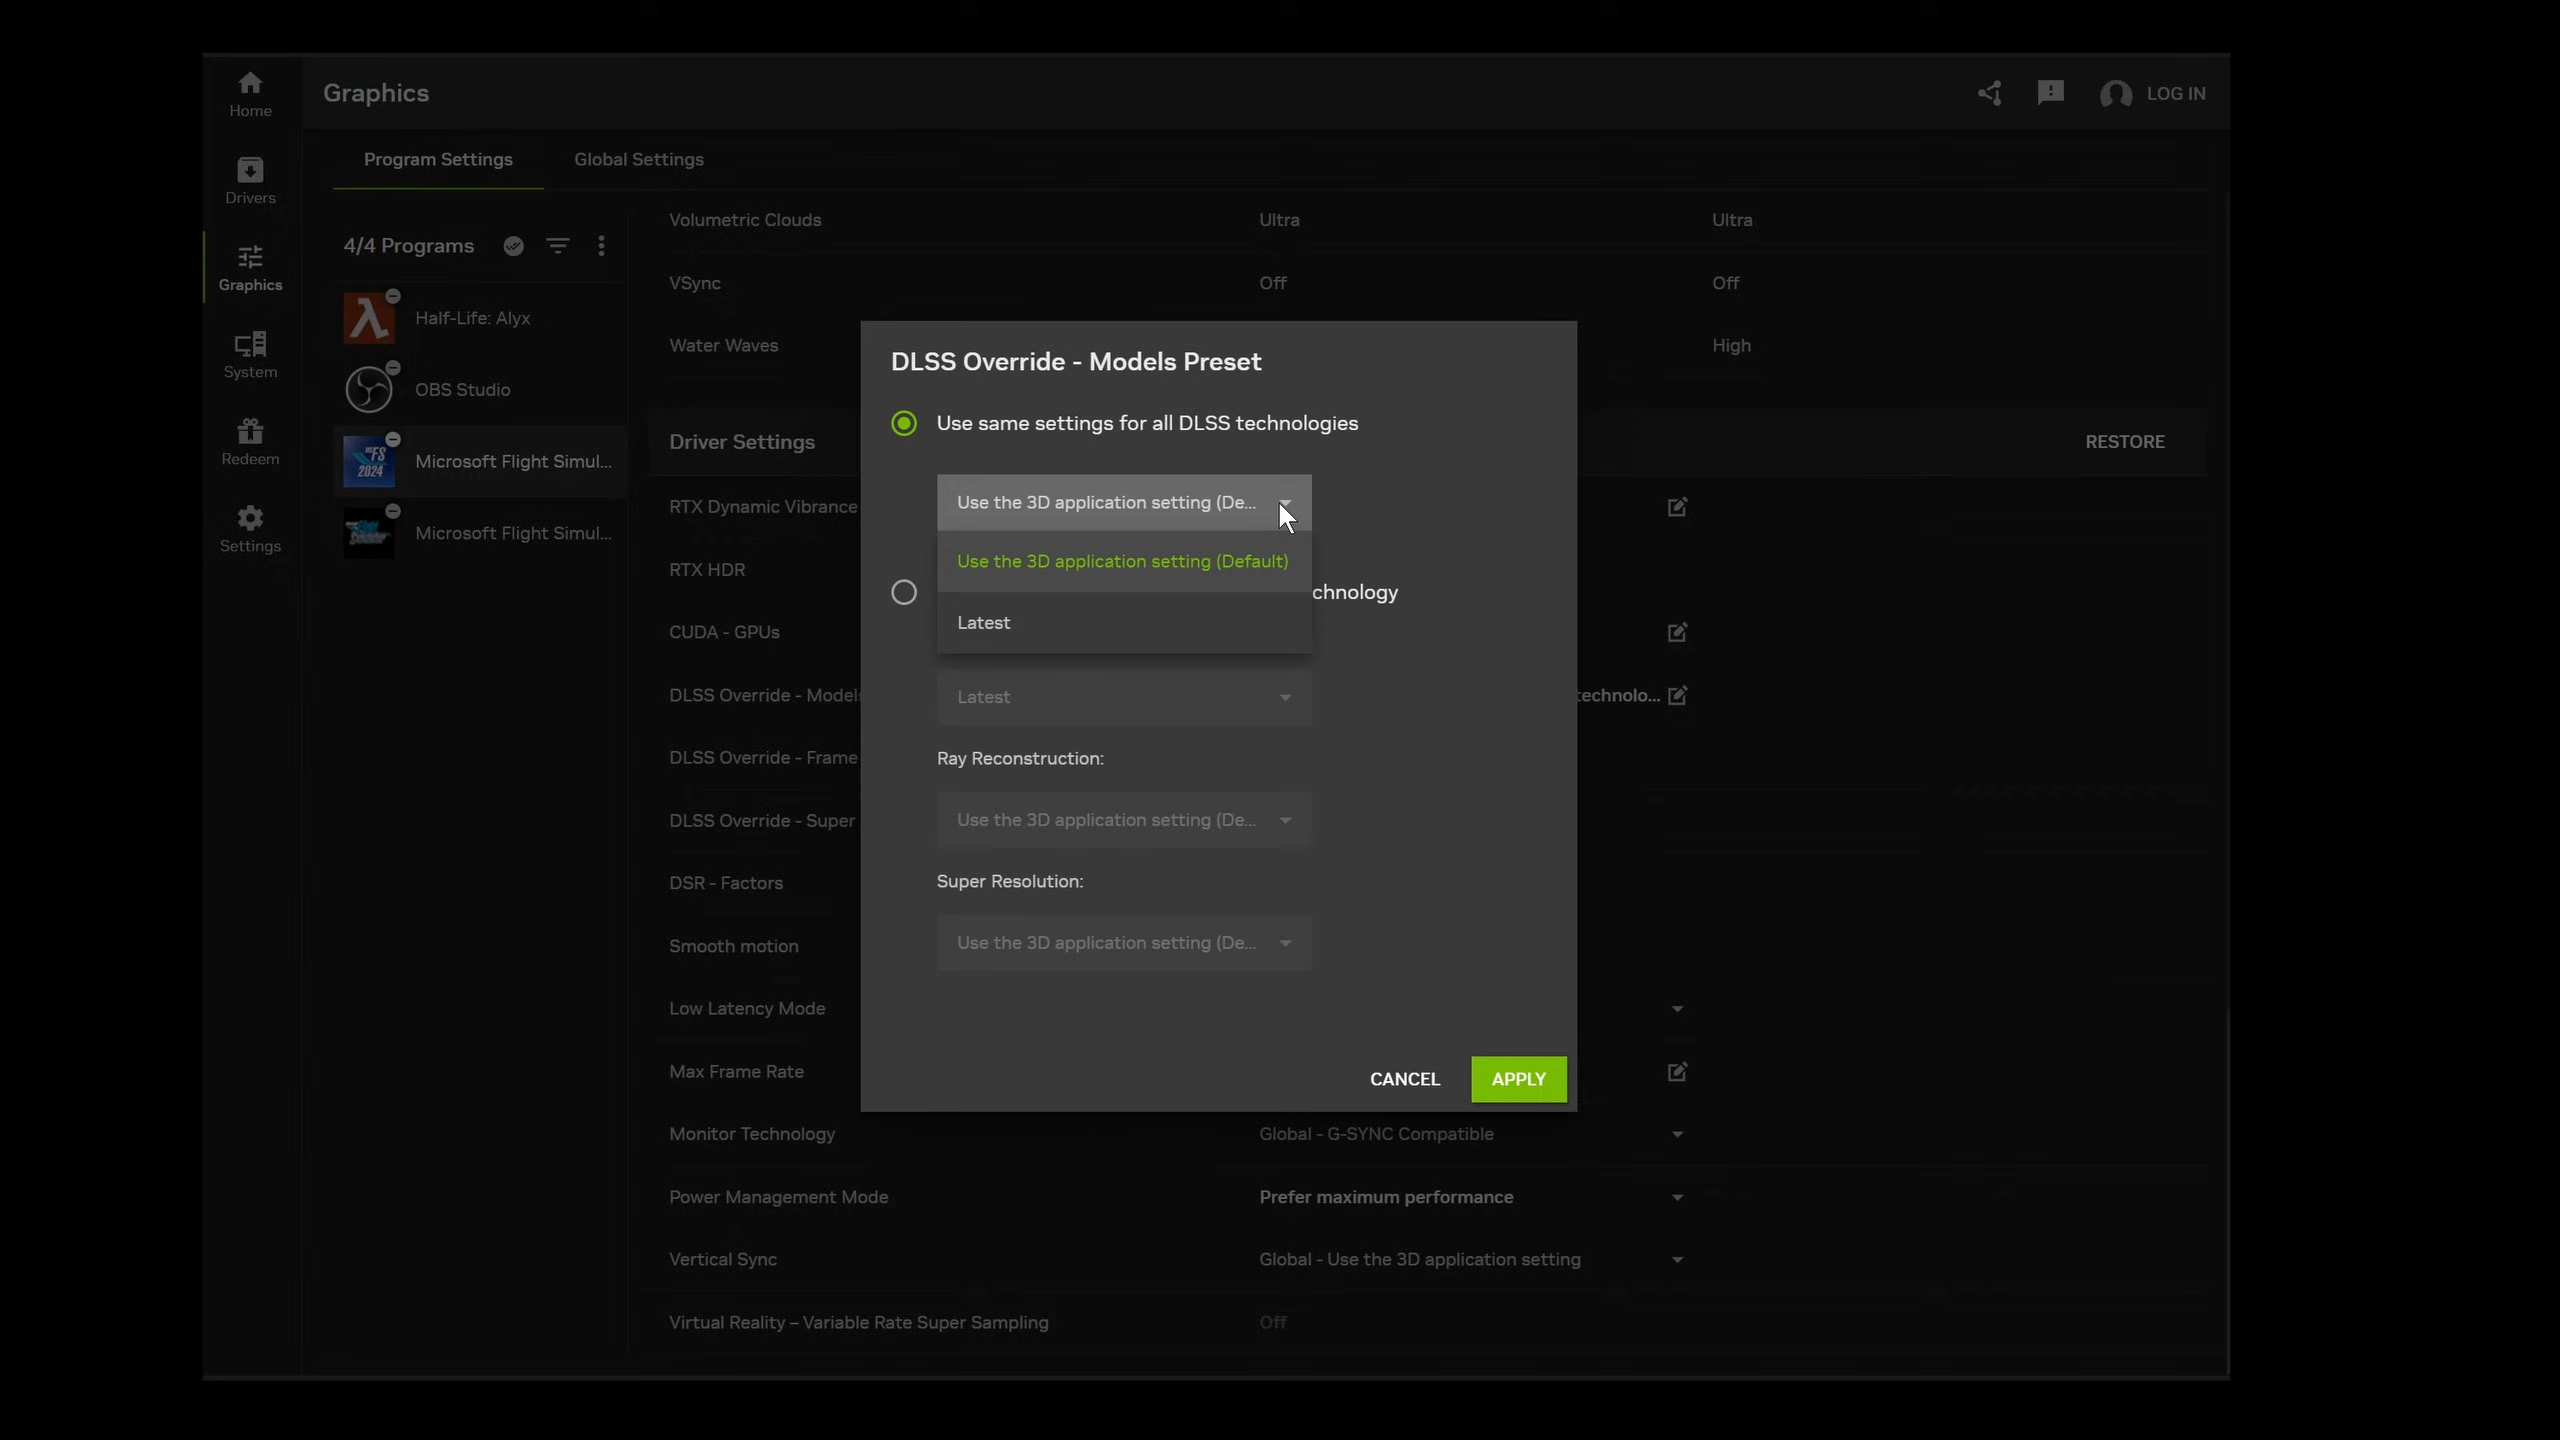 Home
Graphics
LOG IN
Drivers
Program Settings
Global Settings
Graphics
4/4 Programs
Volumetric Clouds
Ultra
Ultra
VSync
Off
Off
Half-Life: Alyx
Water Waves
High
System
OBS Studio
DLSS Override - Models Preset
Use same settings for all DLSS technologies
Redeem
FS
2024
Microsoft Flight Simul...
Driver Settings
RESTORE
Use the 3D application setting (De...
RTX Dynamic Vibrance
Settings
Microsoft Flight Simul...
Use the 3D application setting (Default)
RTX HDR
chnology
Latest
CUDA - GPUs
DLSS Override - Models
Latest
technolo...
DLSS Override - Frame
Ray Reconstruction:
DLSS Override - Super
Use the 3D application setting (De...
DSR - Factors
Super Resolution:
Smooth motion
Use the 3D application setting (De...
Low Latency Mode
Max Frame Rate
CANCEL
APPLY
Monitor Technology
Global - G-SYNC Compatible
Power Management Mode
Prefer maximum performance
Vertical Sync
Global - Use the 3D application setting
Virtual Reality – Variable Rate Super Sampling
Off